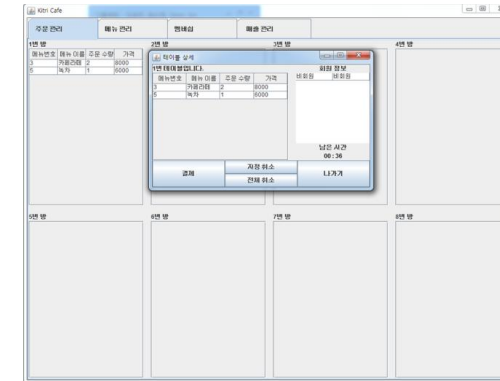 Kitri Cafe
주문 관리 메뉴 관리 멤버십 매출 관리
1번 방 2번 방 3번 방 4번 방
메뉴번호 메뉴 이름 주문 수량 가격
3 카페라떼 2 8000
5 녹차 1 6000
테이블 상세
1번 테이블입니다. 회원 정보
메뉴번호 메뉴 이름 주문 수량 가격 비회원 비회원
3 카페라떼 2 8000
5 녹차 1 6000
남은 시간
00:36
결제 지정 취소 나가기
전체 취소
5번 방 6번 방 7번 방 8번 방